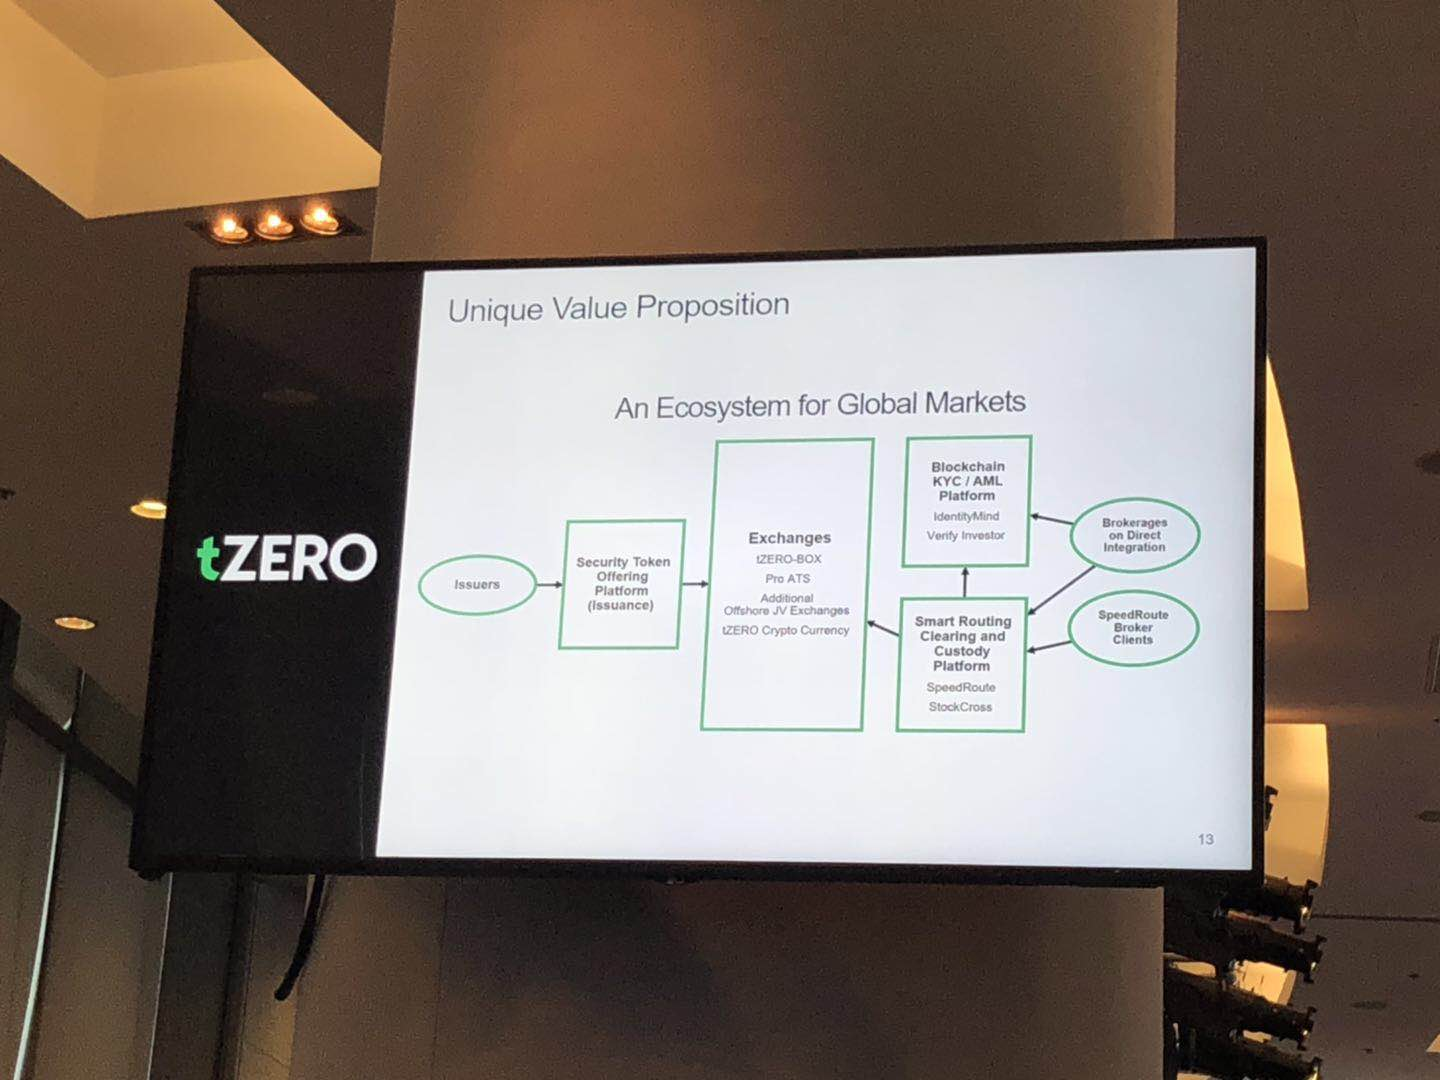 Unique Value Proposition
An Ecosystem for Global Markets
tZERO
Issuers
Security Token
Offering
Platform
(Issuance)
Exchanges
tZERO-BOX
Pro ATS
Additional
Offshore JV Exchanges
tZERO Crypto Currency
Blockchain
KYC / AML
Platform
IdentityMind
Verify Investor
Smart Routing
Clearing and
Custody
Platform
SpeedRoute
StockCross
Brokerages
on Direct
Integration
SpeedRoute
Broker
Clients
13